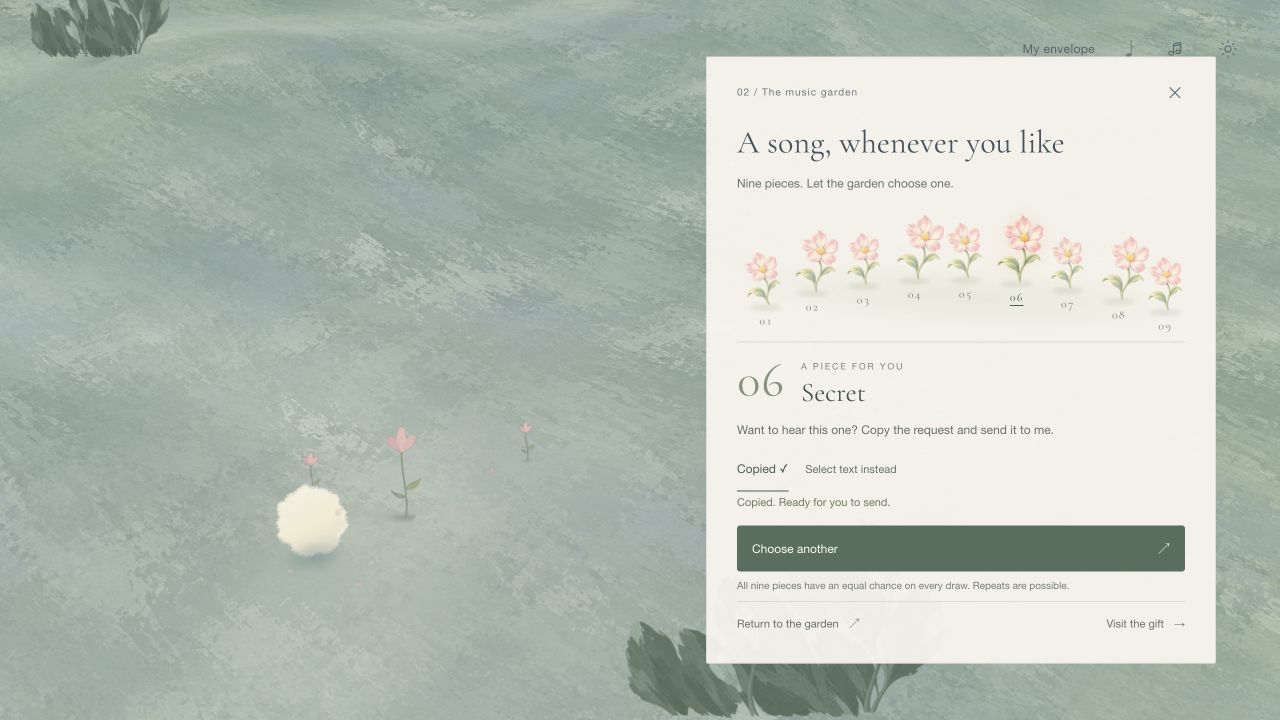 My envelope
02 / The music garden
A song, whenever you like
Nine pieces. Let the garden choose one.
01
02
03
04
05
06
07
08
09
06
A PIECE FOR YOU
Secret
Want to hear this one? Copy the request and send it to me.
Copied ✓ Select text instead
Copied. Ready for you to send.
Choose another ↗
All nine pieces have an equal chance on every draw. Repeats are possible.
Return to the garden ↗ Visit the gift →